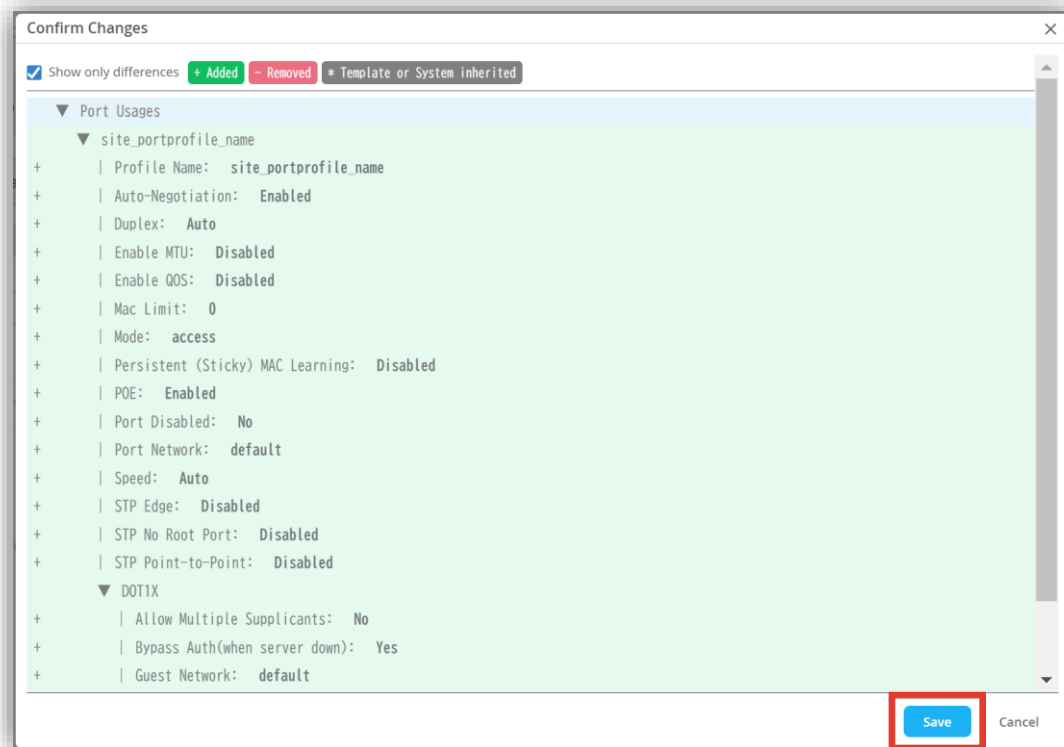 Confirm Changes ×
Show only differences + Added - Removed * Template or System inherited
▼ Port Usages
▼ site_portprofile_name
+ | Profile Name: site_portprofile_name
+ | Auto-Negotiation: Enabled
+ | Duplex: Auto
+ | Enable MTU: Disabled
+ | Enable QOS: Disabled
+ | Mac Limit: 0
+ | Mode: access
+ | Persistent (Sticky) MAC Learning: Disabled
+ | POE: Enabled
+ | Port Disabled: No
+ | Port Network: default
+ | Speed: Auto
+ | STP Edge: Disabled
+ | STP No Root Port: Disabled
+ | STP Point-to-Point: Disabled
▼ DOT1X
+ | Allow Multiple Supplicants: No
+ | Bypass Auth(when server down): Yes
+ | Guest Network: default
Save Cancel